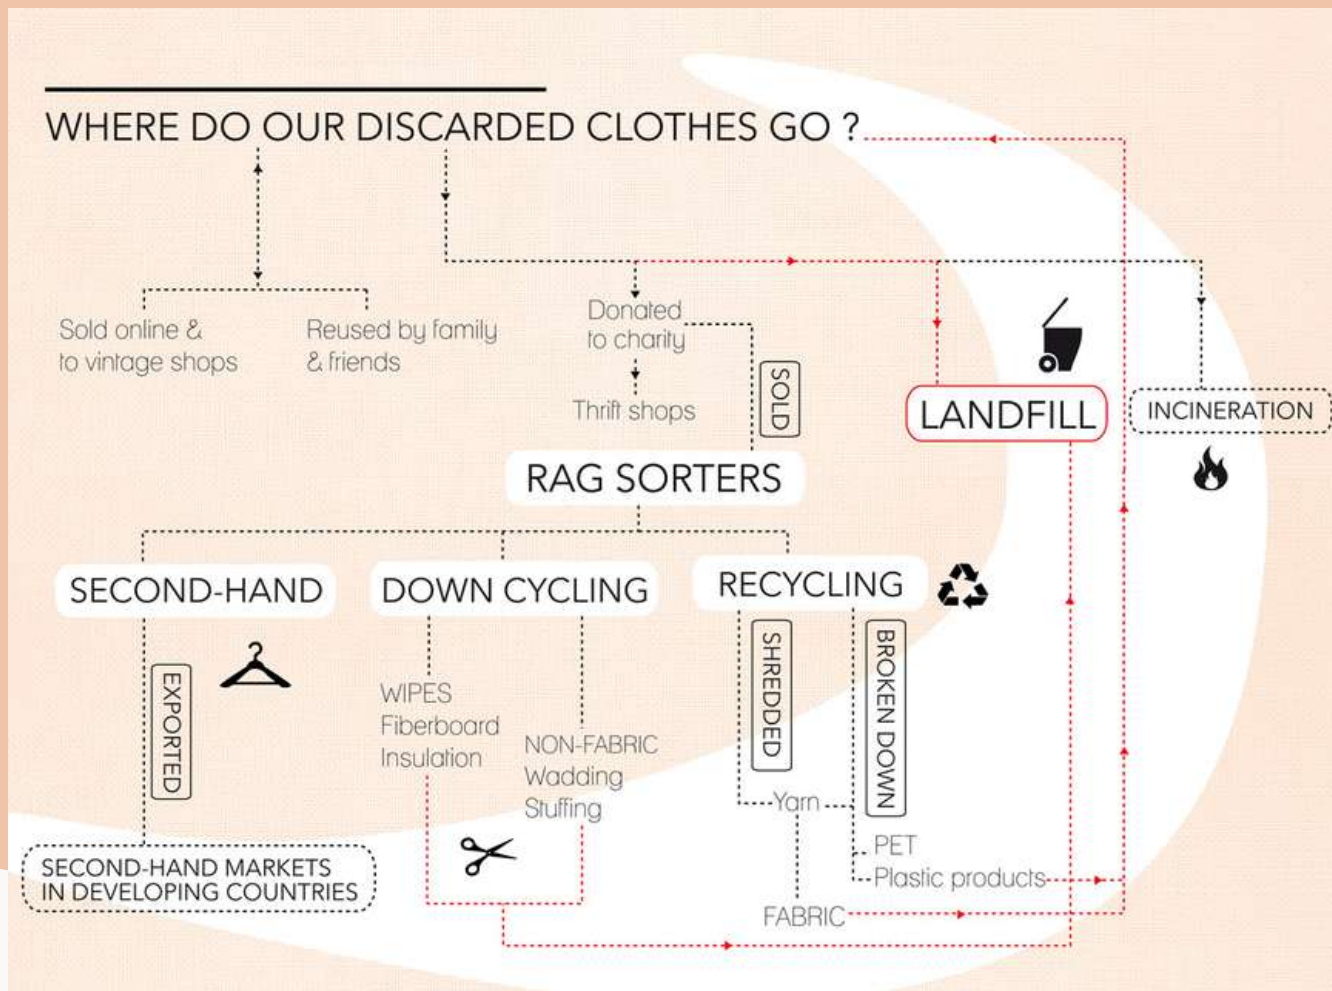 WHERE DO OUR DISCARDED CLOTHES GO ?
Sold online &
to vintage shops
Reused by family
& friends
Donated
to charity
Thrift shops
SOLD
LANDFILL
INCINERATION
RAG SORTERS
SECOND-HAND
DOWN CYCLING
RECYCLING
EXPORTED
WIPES
Fiberboard
Insulation
NON-FABRIC
Wadding
Stuffing
SHREDDED
BROKEN DOWN
Yarn
PET
Plastic products
FABRIC
SECOND-HAND MARKETS
IN DEVELOPING COUNTRIES